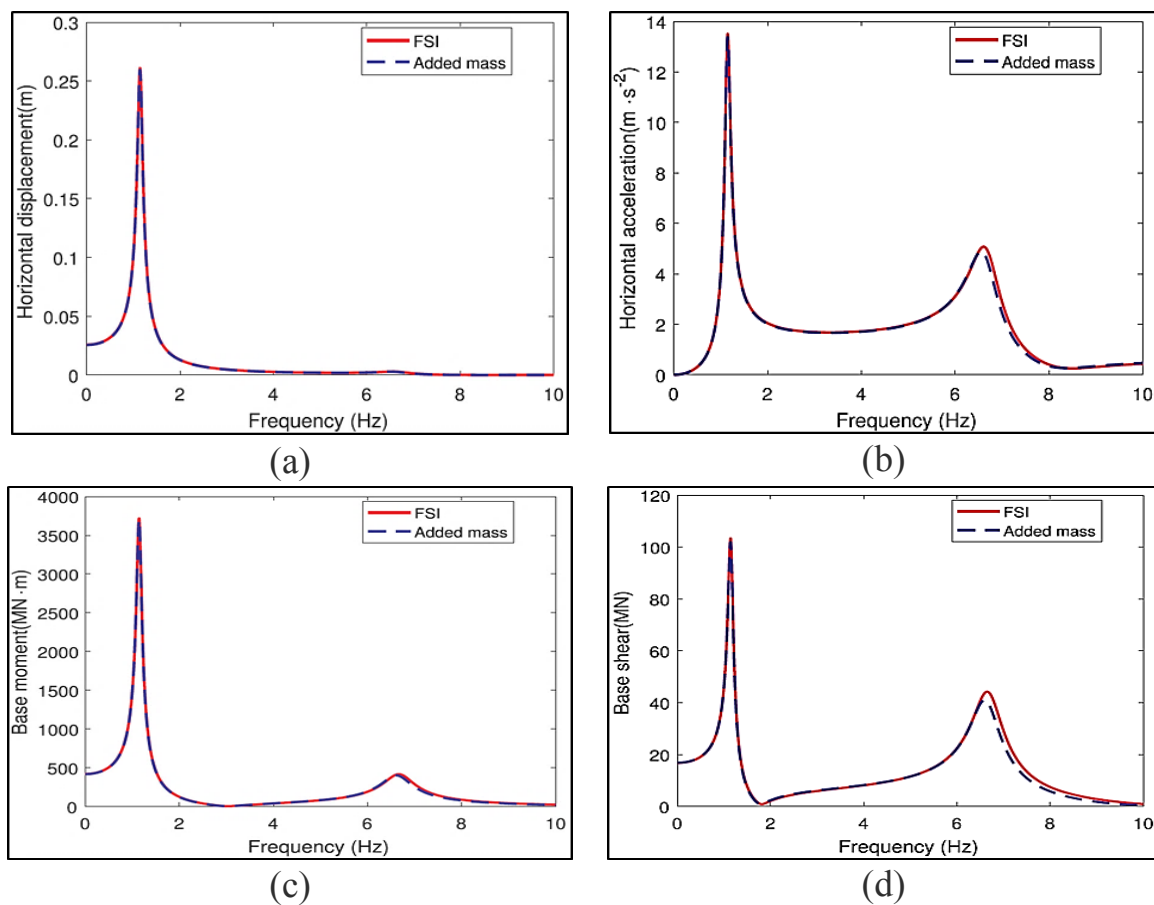 Horizontal displacement(m)
0.3
0.25
0.2
0.15
0.1
0.05
0
FSI
Added mass
0 2 4 6 8 10
Frequency (Hz)
(a)
Horizontal acceleration(m ·s⁻²)
14
12
10
8
6
4
2
0
FSI
Added mass
0 2 4 6 8 10
Frequency (Hz)
(b)
Base moment(MN ·m)
4000
3500
3000
2500
2000
1500
1000
500
0
FSI
Added mass
0 2 4 6 8 10
Frequency (Hz)
(c)
Base shear(MN)
120
100
80
60
40
20
0
FSI
Added mass
0 2 4 6 8 10
Frequency (Hz)
(d)